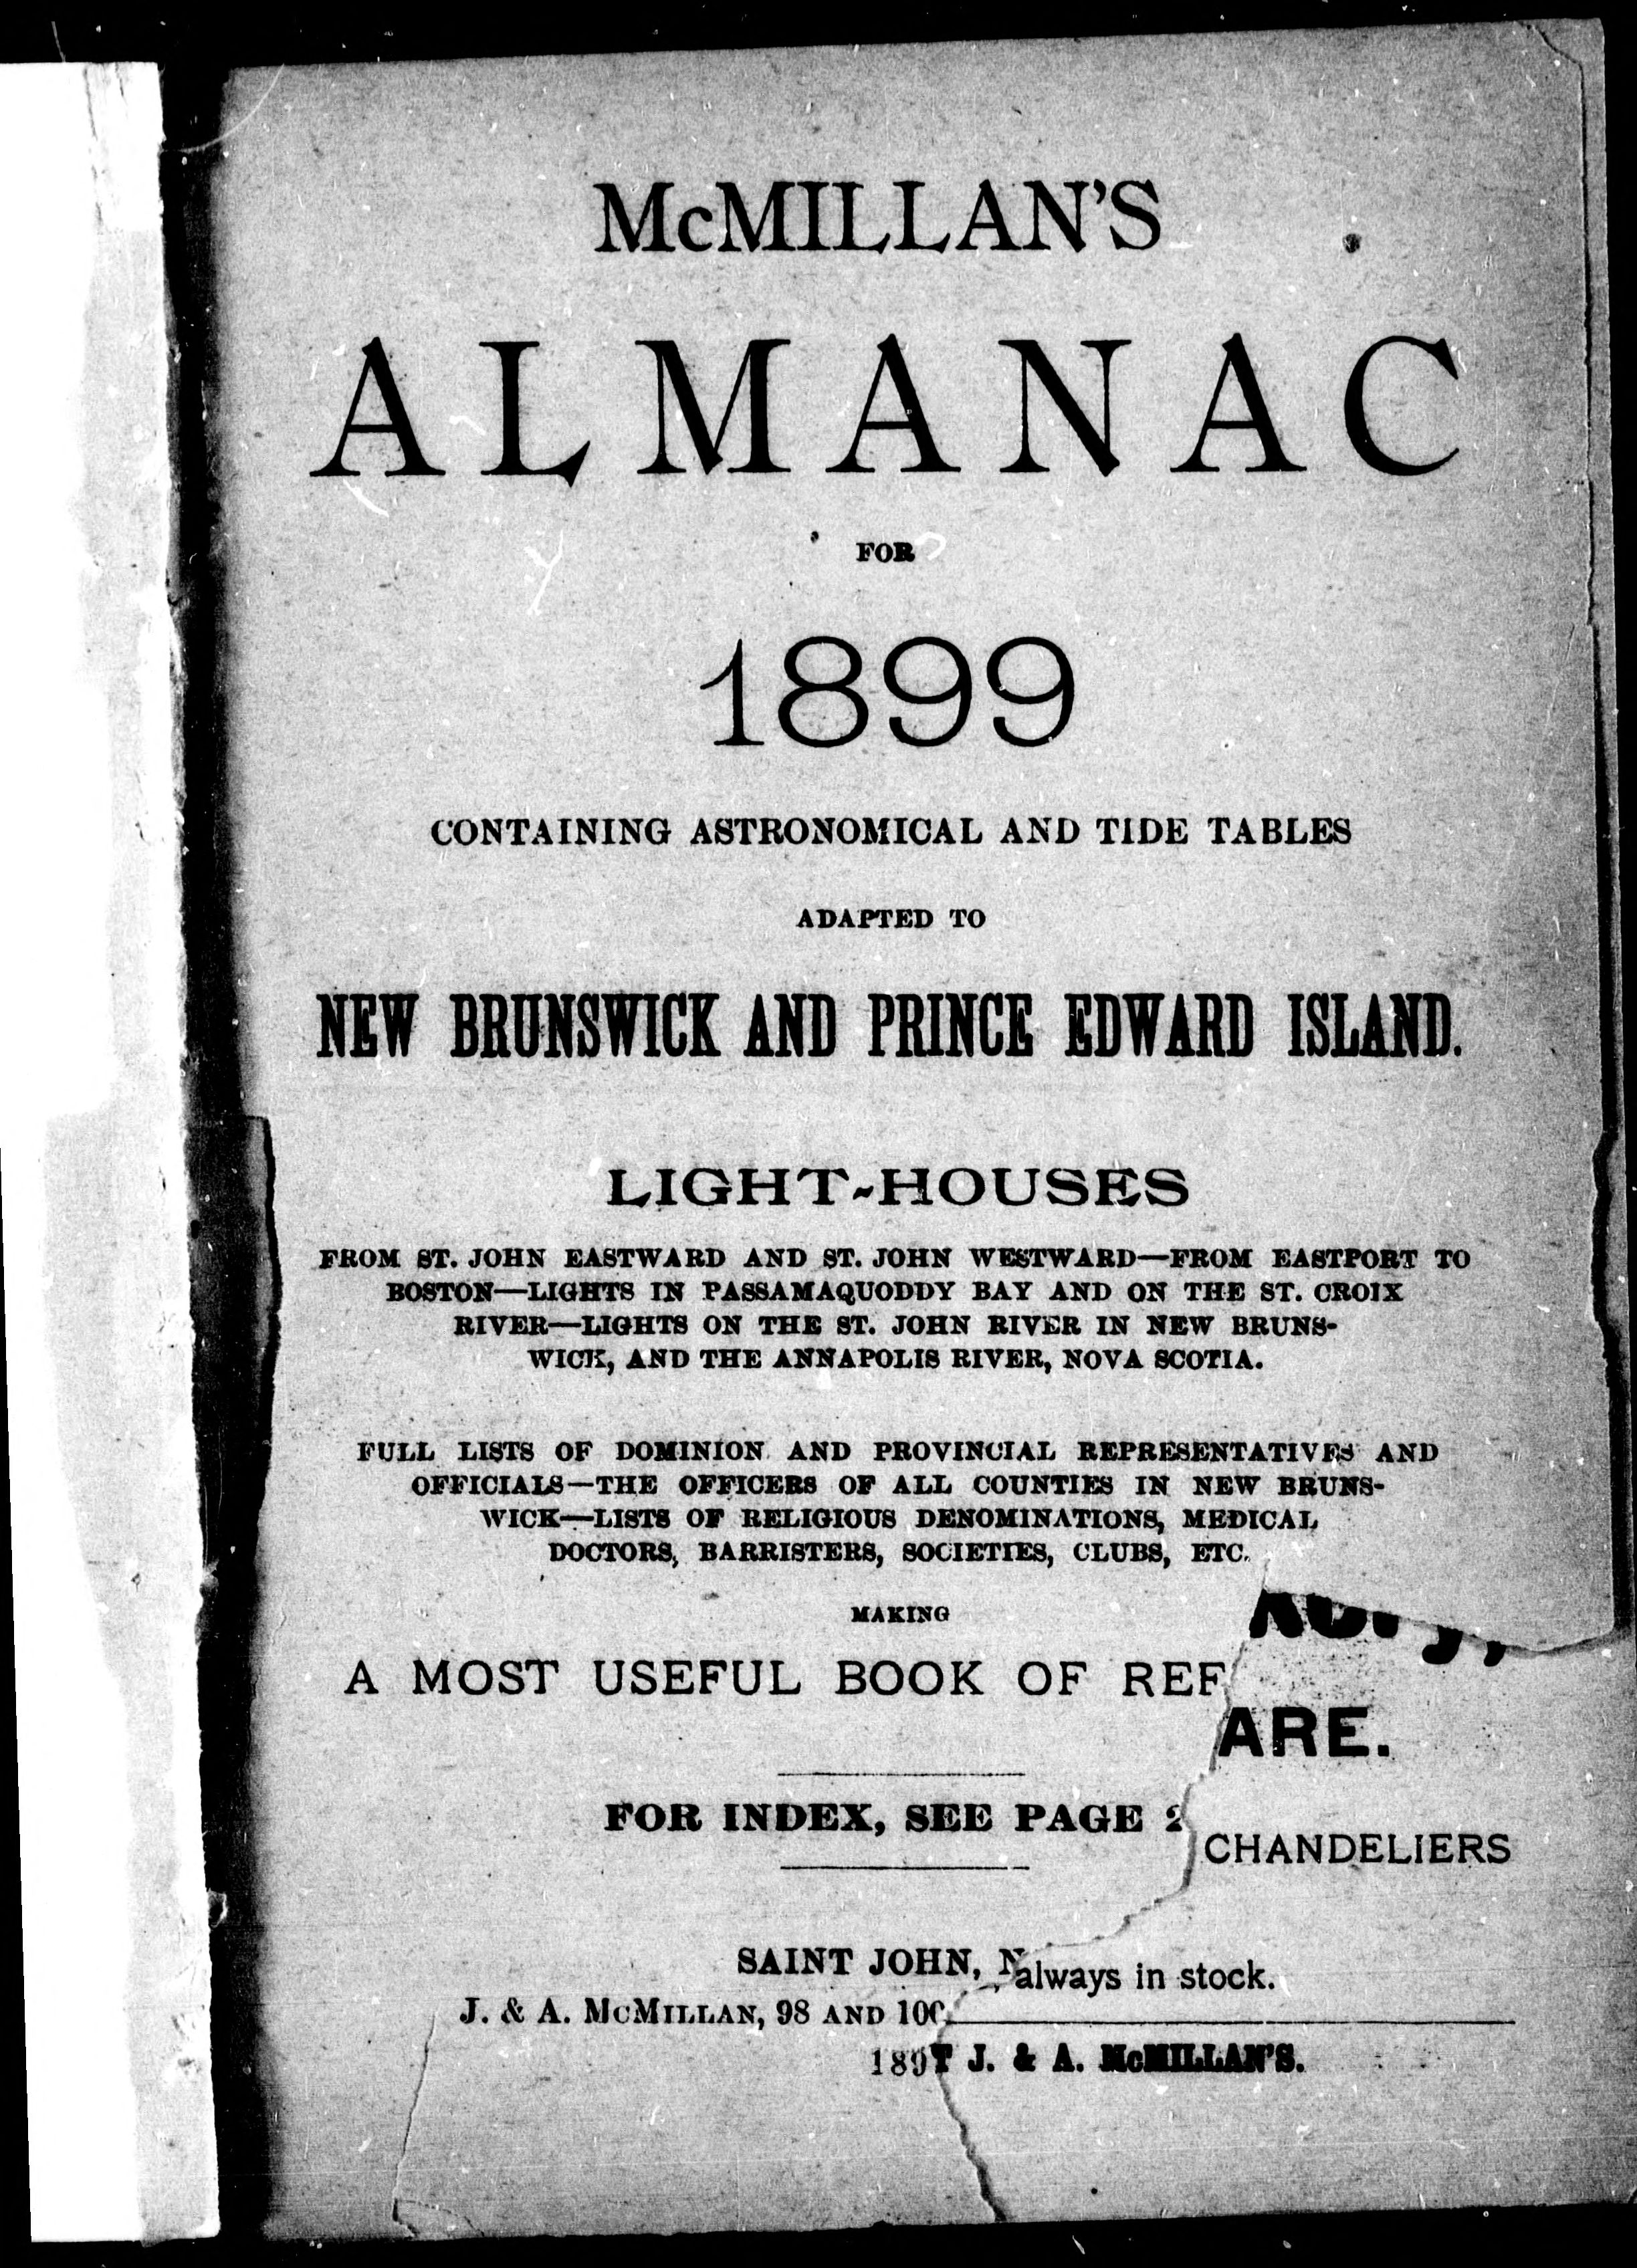 McMILLAN'S
ALMANAC
FOR
1899
CONTAINING ASTRONOMICAL AND TIDE TABLES
ADAPTED TO
NEW BRUNSWICK AND PRINCE EDWARD ISLAND.
LIGHT-HOUSES
FROM ST. JOHN EASTWARD AND ST. JOHN WESTWARD—FROM EASTPORT TO
BOSTON—LIGHTS IN PASSAMAQUODDY BAY AND ON THE ST. CROIX
RIVER—LIGHTS ON THE ST. JOHN RIVER IN NEW BRUNS-
WICK, AND THE ANNAPOLIS RIVER, NOVA SCOTIA.
FULL LISTS OF DOMINION AND PROVINCIAL REPRESENTATIVES AND
OFFICIALS—THE OFFICERS OF ALL COUNTIES IN NEW BRUNS-
WICK—LISTS OF RELIGIOUS DENOMINATIONS, MEDICAL
DOCTORS, BARRISTERS, SOCIETIES, CLUBS, ETC.
MAKING
A MOST USEFUL BOOK OF REF
ARE.
FOR INDEX, SEE PAGE
CHANDELIERS
SAINT JOHN, N
always in stock.
J. & A. McMILLAN, 98 AND 100
189
T J. & A. McMILLAN'S.